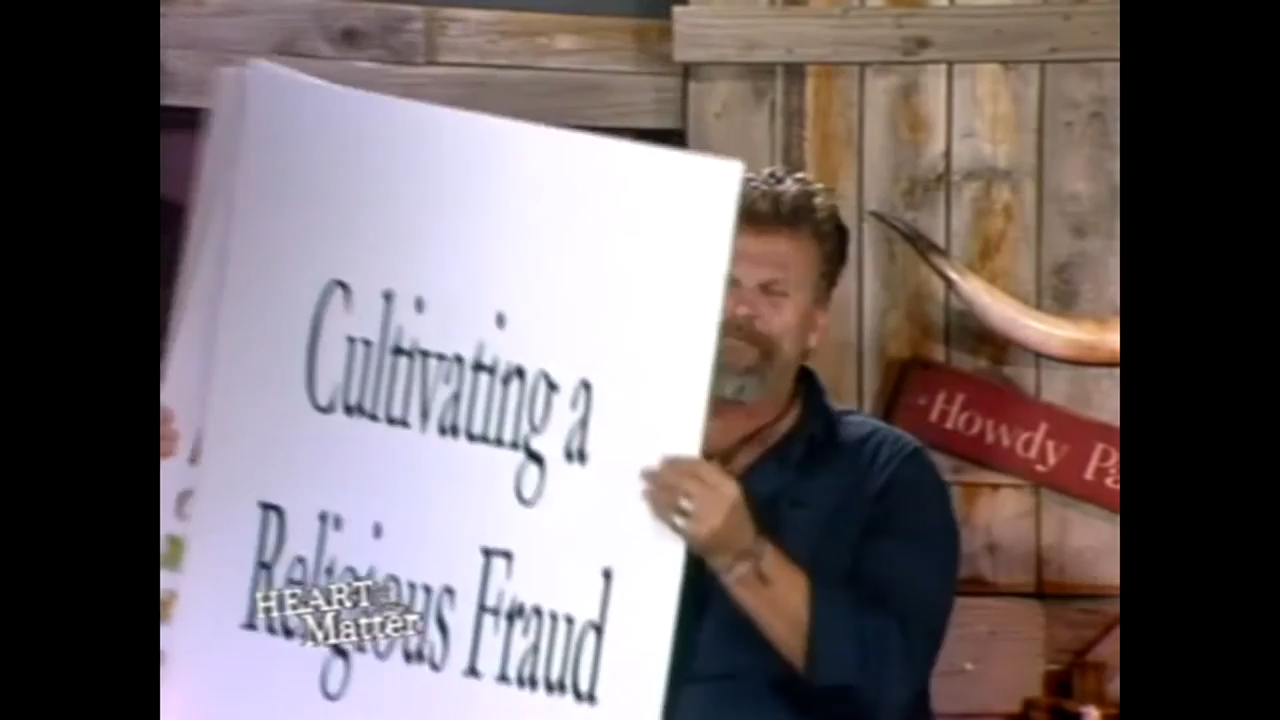 Cultivating a
Religious Fraud
HEART
Matter
Howdy